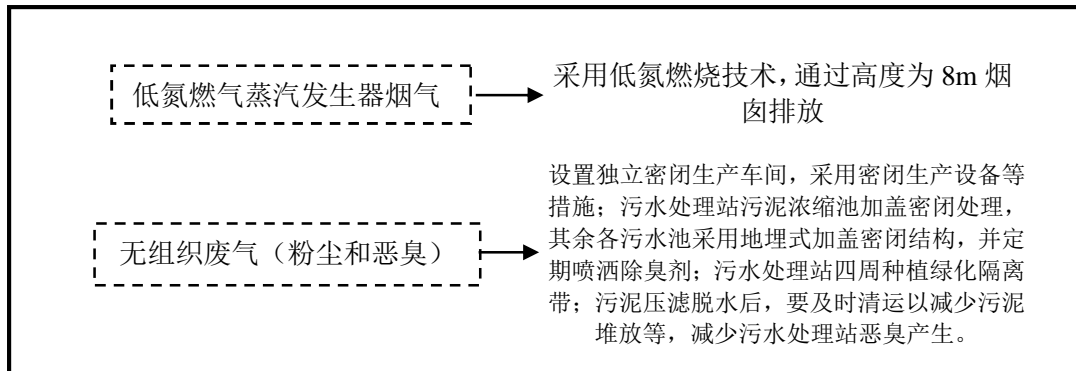 低氮燃气蒸汽发生器烟气
采用低氮燃烧技术，通过高度为 8m 烟
囱排放
无组织废气（粉尘和恶臭）
设置独立密闭生产车间，采用密闭生产设备等
措施；污水处理站污泥浓缩池加盖密闭处理，
其余各污水池采用地埋式加盖密闭结构，并定
期喷洒除臭剂；污水处理站四周种植绿化隔离
带；污泥压滤脱水后，要及时清运以减少污泥
堆放等，减少污水处理站恶臭产生。